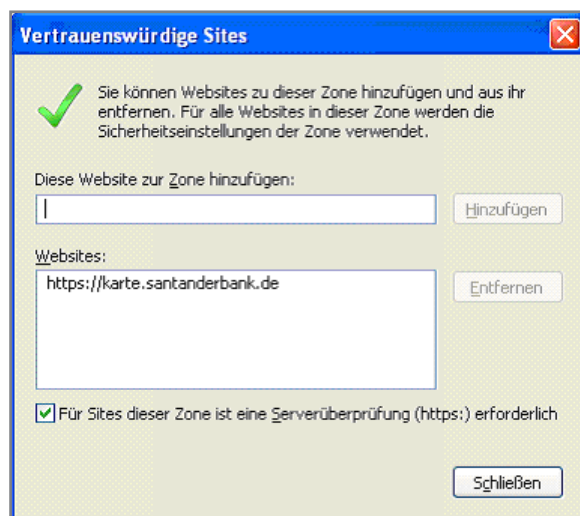 Vertrauenswürdige Sites
Sie können Websites zu dieser Zone hinzufügen und aus ihr
entfernen. Für alle Websites in dieser Zone werden die
Sicherheitseinstellungen der Zone verwendet.
Diese Website zur Zone hinzufügen:
Hinzufügen
Websites:
https://karte.santanderbank.de
Entfernen
Für Sites dieser Zone ist eine Serverüberprüfung (https:) erforderlich
Schließen